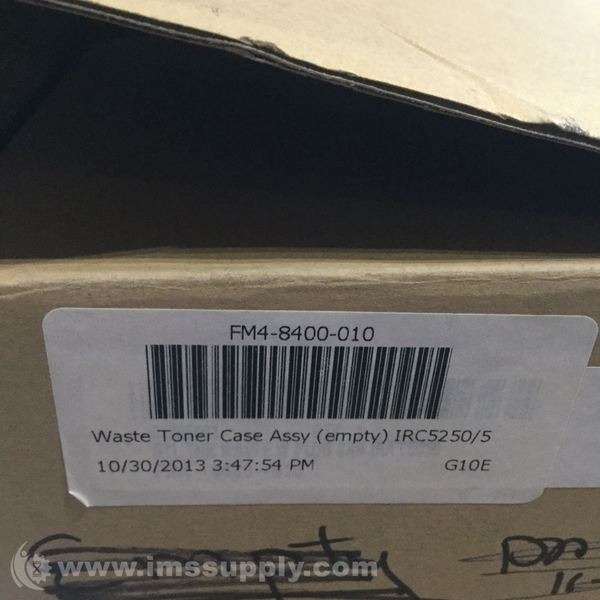 FM4-8400-010
Waste Toner Case Assy (empty) IRC5250/5
10/30/2013 3:47:54 PM G10E
www.imssupply.com